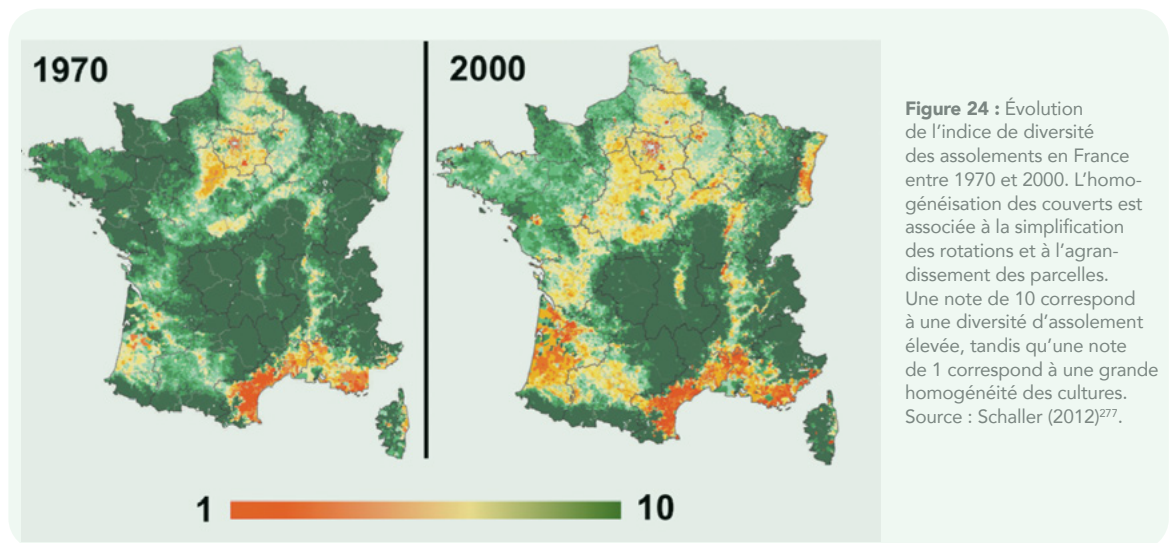 1970
2000
1
10
Figure 24 : Évolution
de l'indice de diversité
des assolements en France
entre 1970 et 2000. L'homo-
généisation des couverts est
associée à la simplification
des rotations et à l'agran-
dissement des parcelles.
Une note de 10 correspond
à une diversité d'assolement
élevée, tandis qu'une note
de 1 correspond à une grande
homogénéité des cultures.
Source : Schaller (2012)²⁷⁷.